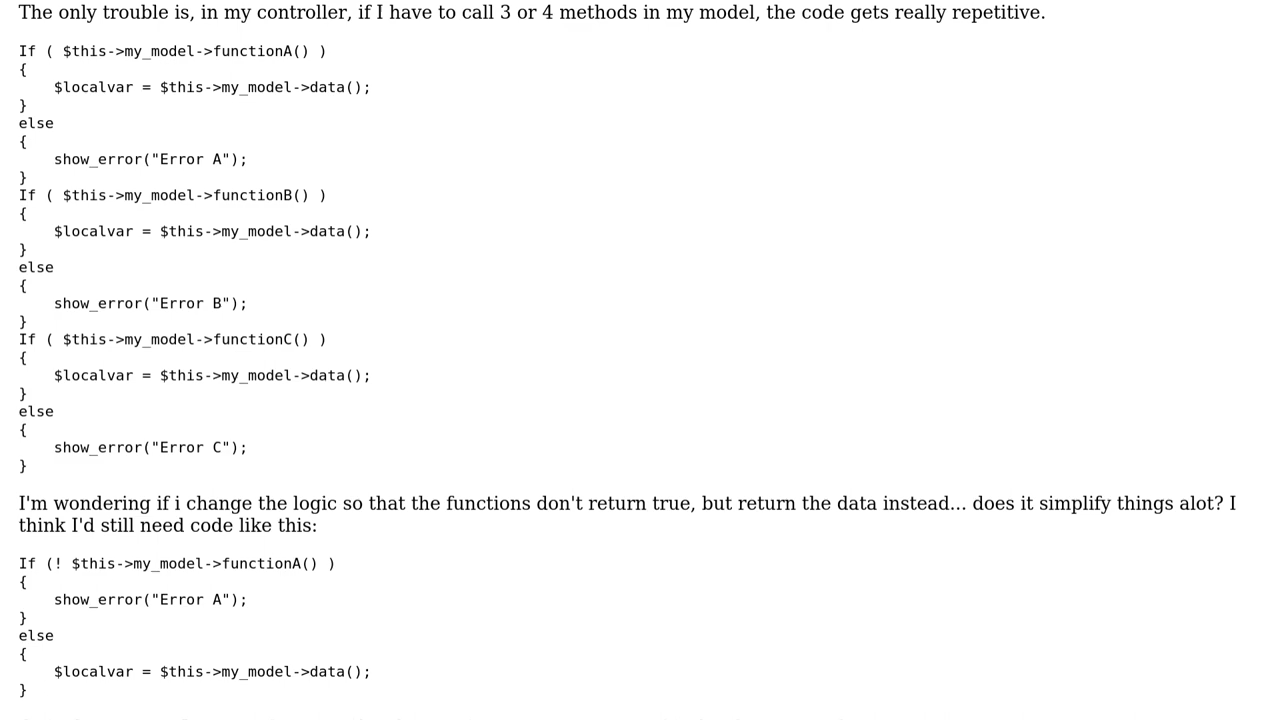 The only trouble is, in my controller, if I have to call 3 or 4 methods in my model, the code gets really repetitive.
If ( $this->my_model->functionA() )
{
    $localvar = $this->my_model->data();
}
else
{
    show_error("Error A");
}
If ( $this->my_model->functionB() )
{
    $localvar = $this->my_model->data();
}
else
{
    show_error("Error B");
}
If ( $this->my_model->functionC() )
{
    $localvar = $this->my_model->data();
}
else
{
    show_error("Error C");
}
I'm wondering if i change the logic so that the functions don't return true, but return the data instead... does it simplify things alot? I
think I'd still need code like this:
If (! $this->my_model->functionA() )
{
    show_error("Error A");
}
else
{
    $localvar = $this->my_model->data();
}